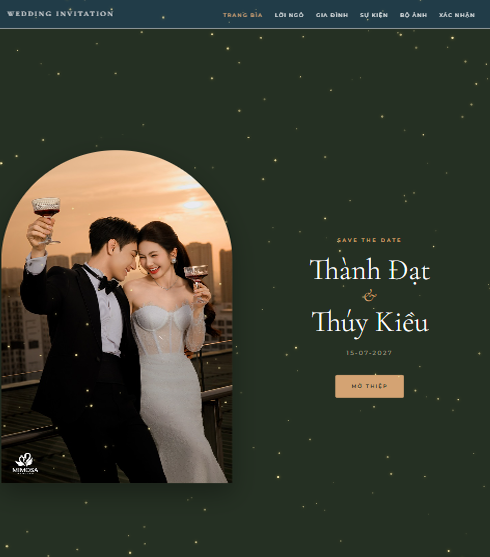 WEDDING INVITATION
TRANG BÌA LỜI NGỎ GIA ĐÌNH SỰ KIỆN BỘ ẢNH XÁC NHẬN
SAVE THE DATE
Thành Đạt
&
Thúy Kiều
15-07-2027
MỞ THIỆP
MIMOSA